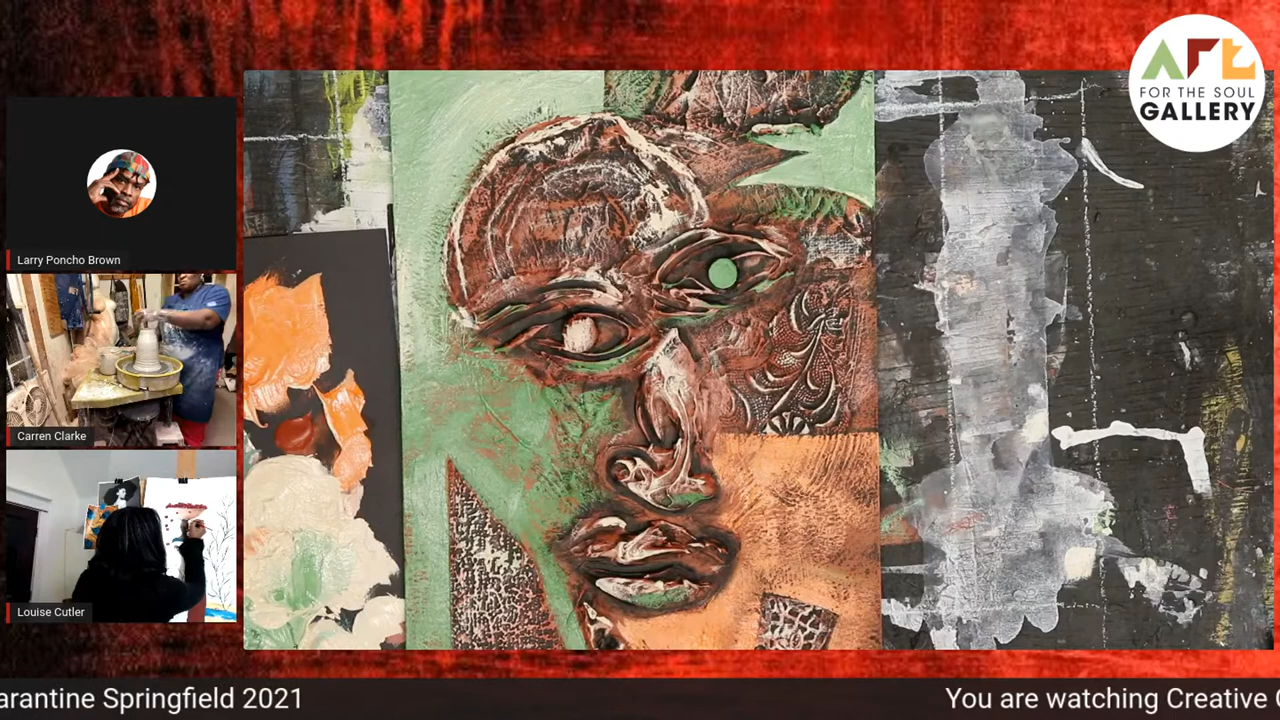 ART
FOR THE SOUL
GALLERY
Larry Poncho Brown
Carren Clarke
Louise Cutler
arantine Springfield 2021
You are watching Creative